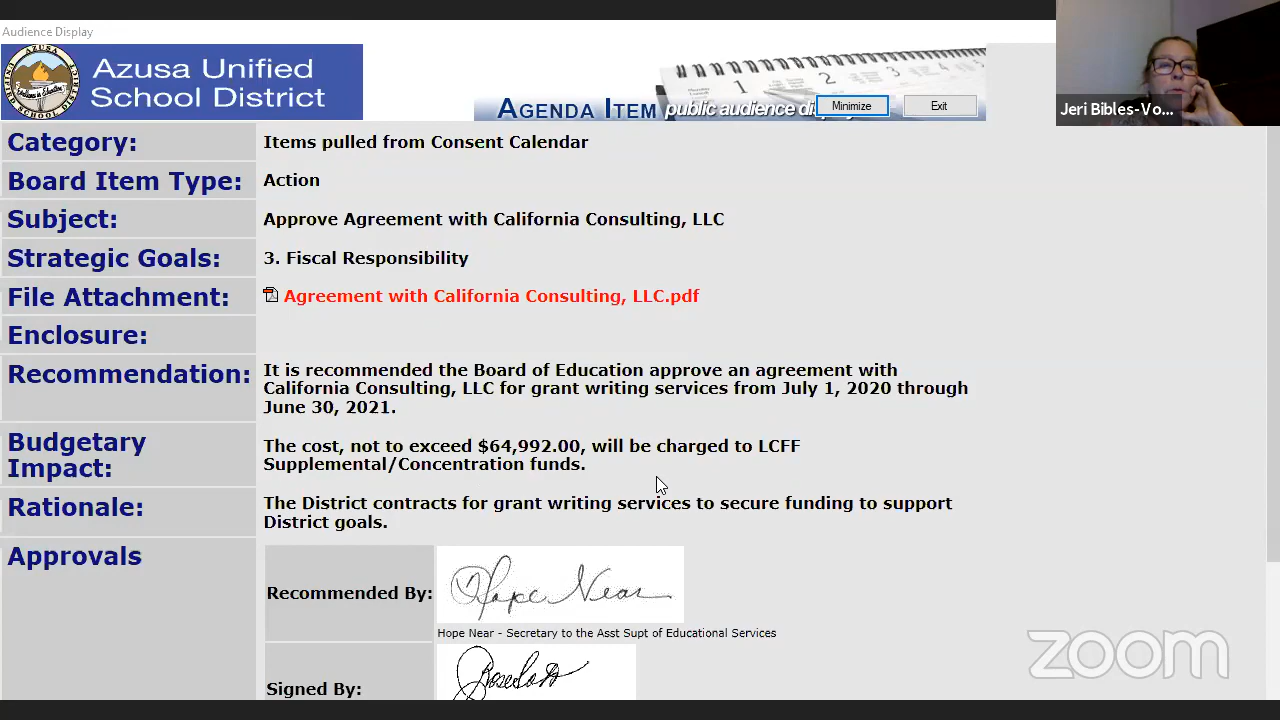 Audience Display
Azusa Unified
School District
AGENDA ITEM public audience
Minimize
Exit
Jeri Bibles-Vo...
Category: Items pulled from Consent Calendar
Board Item Type: Action
Subject: Approve Agreement with California Consulting, LLC
Strategic Goals: 3. Fiscal Responsibility
File Attachment: Agreement with California Consulting, LLC.pdf
Enclosure:
Recommendation: It is recommended the Board of Education approve an agreement with
California Consulting, LLC for grant writing services from July 1, 2020 through
June 30, 2021.
Budgetary
Impact:
The cost, not to exceed $64,992.00, will be charged to LCFF
Supplemental/Concentration funds.
Rationale: The District contracts for grant writing services to secure funding to support
District goals.
Approvals
Recommended By: Hope Near
Hope Near - Secretary to the Asst Supt of Educational Services
Signed By:
zoom